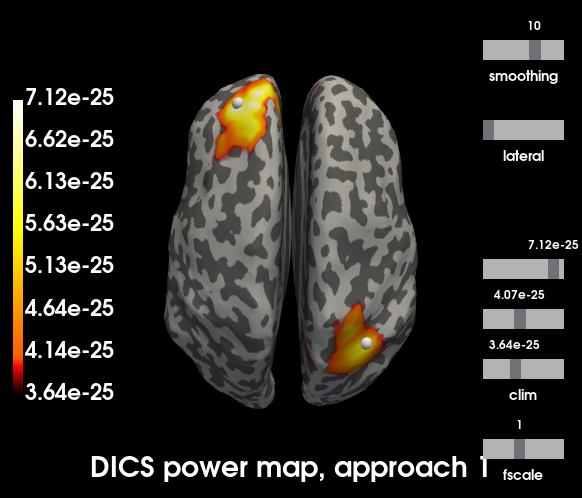 10
smoothing
lateral
7.12e-25
6.62e-25
6.13e-25
5.63e-25
5.13e-25
4.64e-25
4.14e-25
3.64e-25
7.12e-25
4.07e-25
3.64e-25
clim
1
fscale
DICS power map, approach 1